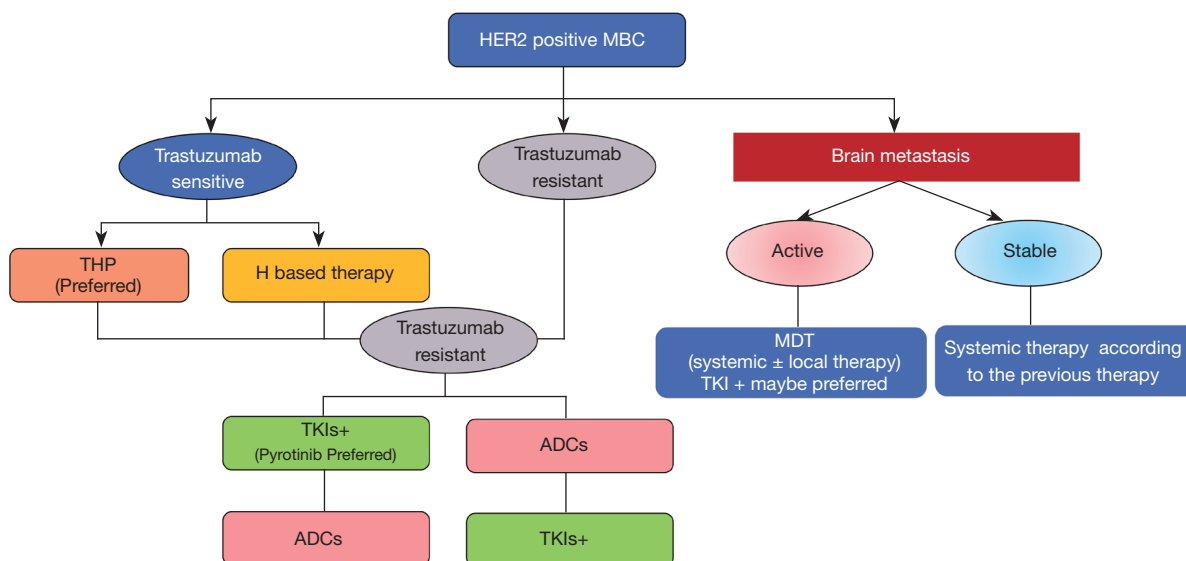 HER2 positive MBC
Trastuzumab
sensitive
Trastuzumab
resistant
Brain metastasis
THP
(Preferred)
H based therapy
Active
Stable
Trastuzumab
resistant
MDT
(systemic ± local therapy)
TKI + maybe preferred
Systemic therapy according
to the previous therapy
TKIs+
(Pyrotinib Preferred)
ADCs
ADCs
TKIs+